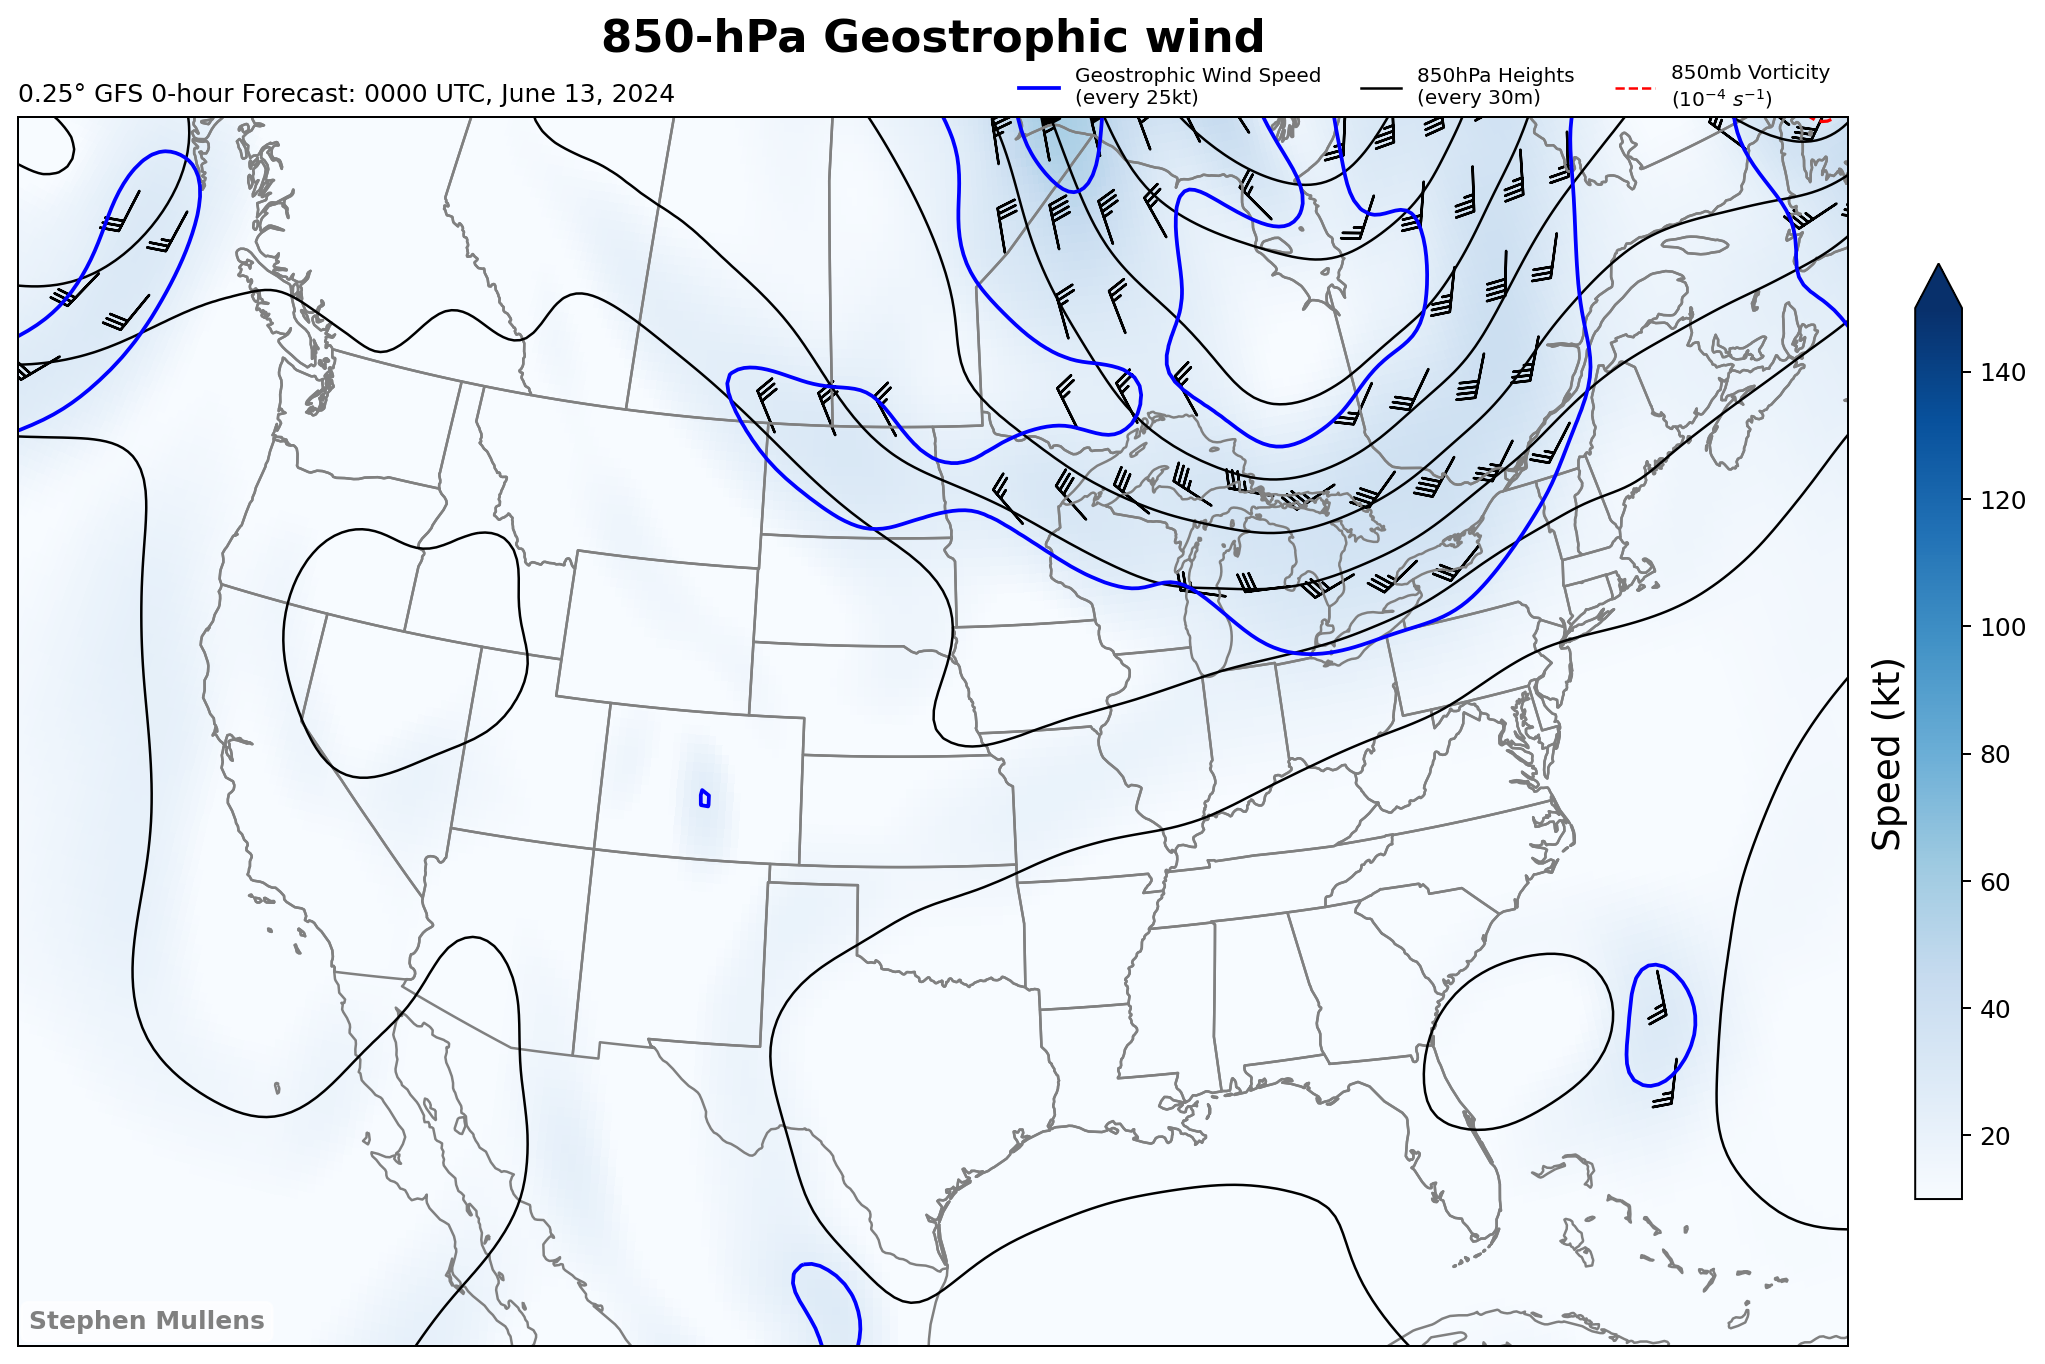 850-hPa Geostrophic wind
0.25° GFS 0-hour Forecast: 0000 UTC, June 13, 2024
Geostrophic Wind Speed
(every 25kt)
850hPa Heights
(every 30m)
850mb Vorticity
(10⁻⁴ s⁻¹)
140
120
100
80
60
40
20
Speed (kt)
Stephen Mullens